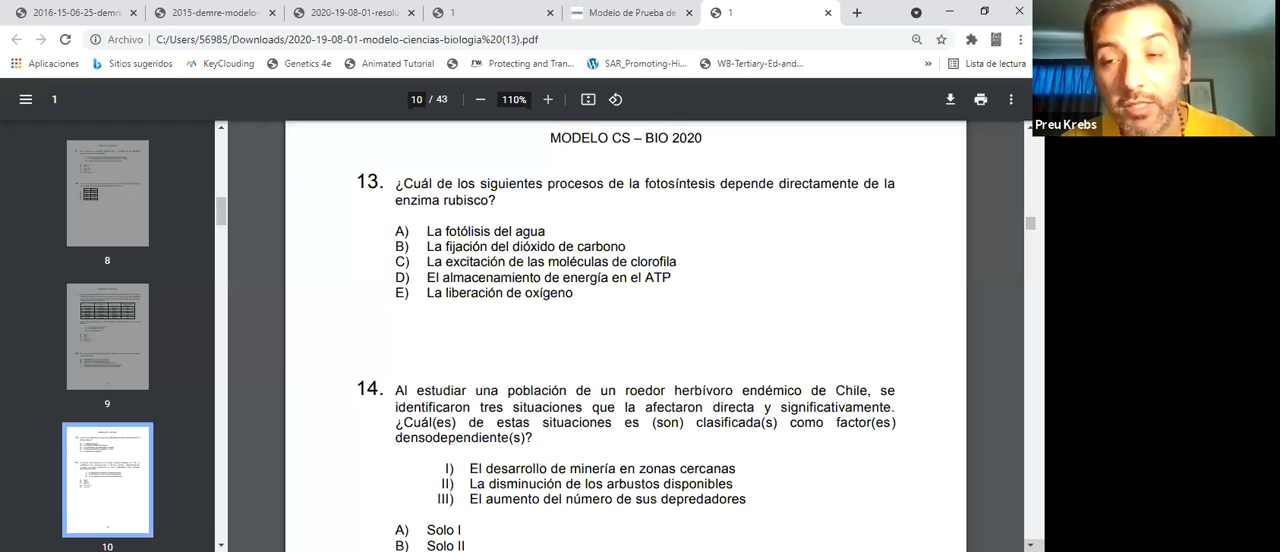 2016-15-06-25-demre
2015-demre-modelo-
2020-19-08-01-resolu
1
Modelo de Prueba de
1
Archivo
C:/Users/56985/Downloads/2020-19-08-01-modelo-ciencias-biologia%20(13).pdf
Aplicaciones
Sitios sugeridos
KeyClouding
Genetics 4e
Animated Tutorial
Protecting and Tran...
SAR_Promoting-Hi...
WB-Tertiary-Ed-and...
»
Lista de lectura
1
10 / 43
110%
Preu Krebs
MODELO CS – BIO 2020
13. ¿Cuál de los siguientes procesos de la fotosíntesis depende directamente de la
enzima rubisco?
A) La fotólisis del agua
B) La fijación del dióxido de carbono
C) La excitación de las moléculas de clorofila
D) El almacenamiento de energía en el ATP
E) La liberación de oxígeno
14. Al estudiar una población de un roedor herbívoro endémico de Chile, se
identificaron tres situaciones que la afectaron directa y significativamente.
¿Cuál(es) de estas situaciones es (son) clasificada(s) como factor(es)
densodependiente(s)?
I) El desarrollo de minería en zonas cercanas
II) La disminución de los arbustos disponibles
III) El aumento del número de sus depredadores
A) Solo I
B) Solo II
8
9
10